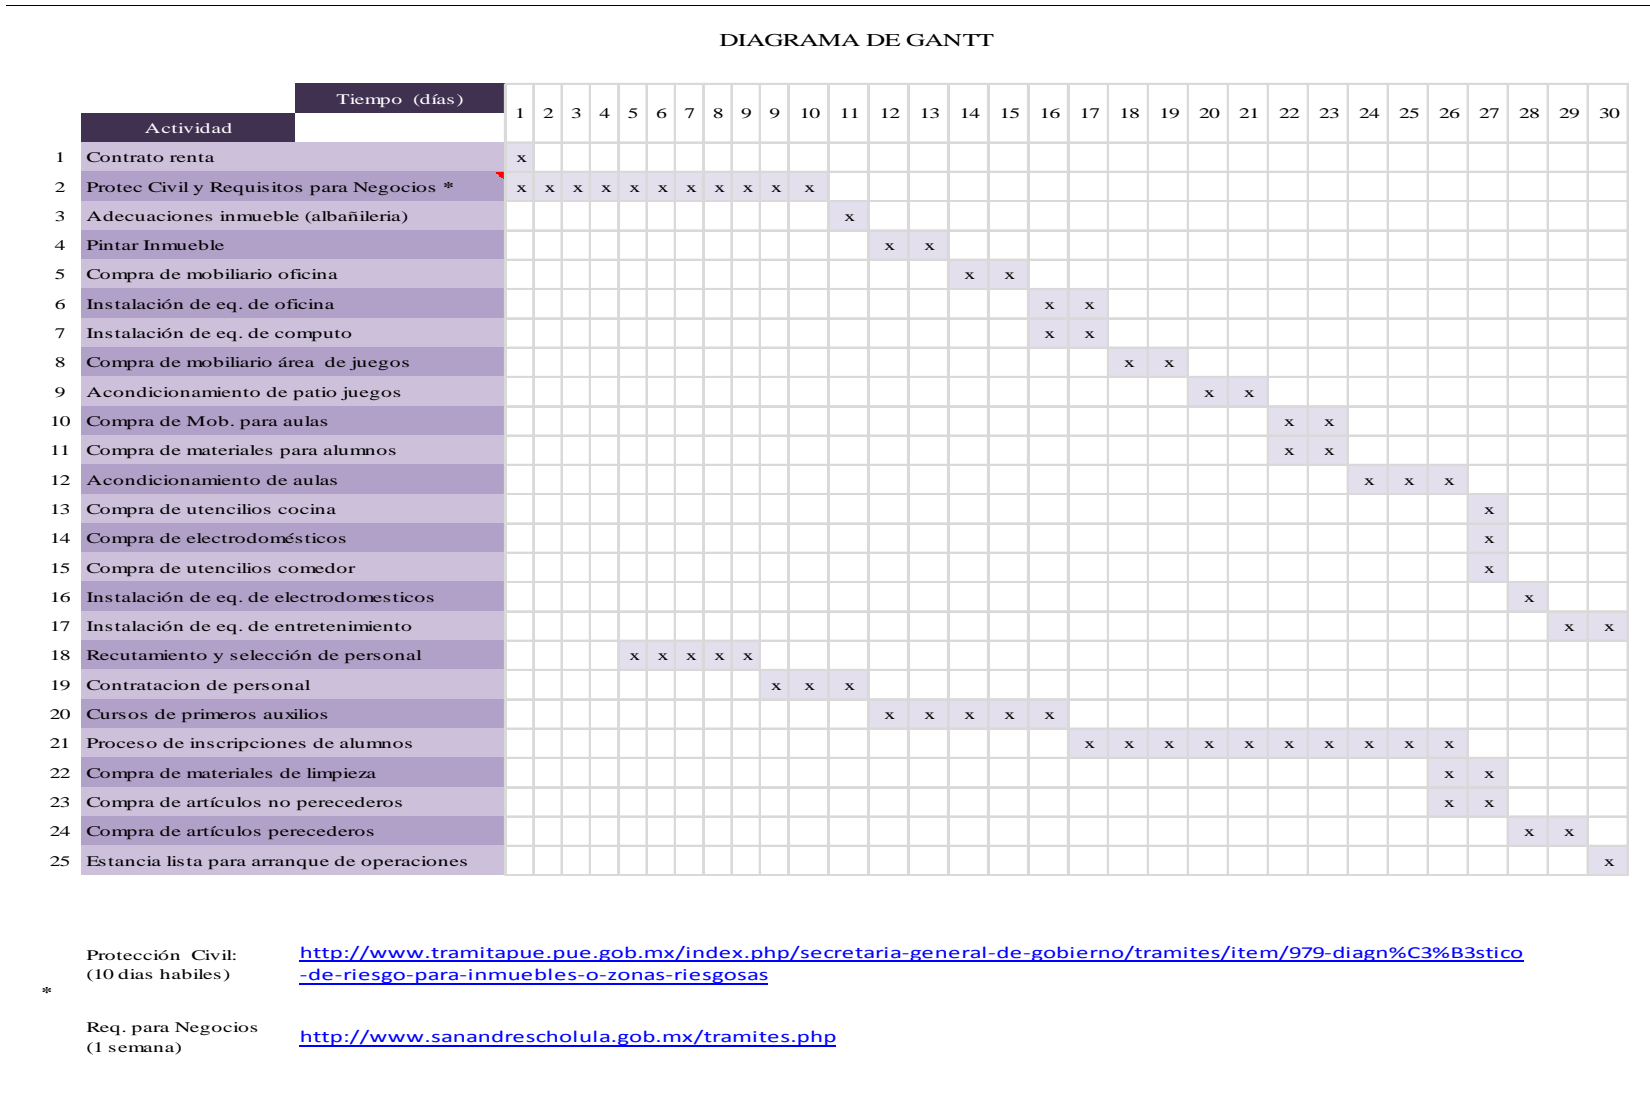 DIAGRAMA DE GANTT
Tiempo (días)
Actividad
1 2 3 4 5 6 7 8 9 9 10 11 12 13 14 15 16 17 18 19 20 21 22 23 24 25 26 27 28 29 30
1 Contrato renta x
2 Protec Civil y Requisitos para Negocios * x x x x x x x x x x x
3 Adecuaciones inmueble (albañileria) x
4 Pintar Inmueble x x
5 Compra de mobiliario oficina x x
6 Instalación de eq. de oficina x x
7 Instalación de eq. de computo x x
8 Compra de mobiliario área de juegos x x
9 Acondicionamiento de patio juegos x x
10 Compra de Mob. para aulas x x
11 Compra de materiales para alumnos x x
12 Acondicionamiento de aulas x x x
13 Compra de utencilios cocina x
14 Compra de electrodomésticos x
15 Compra de utencilios comedor x
16 Instalación de eq. de electrodomesticos x
17 Instalación de eq. de entretenimiento x x
18 Recutamiento y selección de personal x x x x x
19 Contratacion de personal x x x
20 Cursos de primeros auxilios x x x x x
21 Proceso de inscripciones de alumnos x x x x x x x x x x
22 Compra de materiales de limpieza x x
23 Compra de artículos no perecederos x x
24 Compra de artículos perecederos x x
25 Estancia lista para arranque de operaciones x
Protección Civil:
(10 dias habiles)
http://www.tramitapue.pue.gob.mx/index.php/secretaria-general-de-gobierno/tramites/item/979-diagn%C3%B3stico
-de-riesgo-para-inmuebles-o-zonas-riesgosas
*
Req. para Negocios
(1 semana)
http://www.sanandrescholula.gob.mx/tramites.php